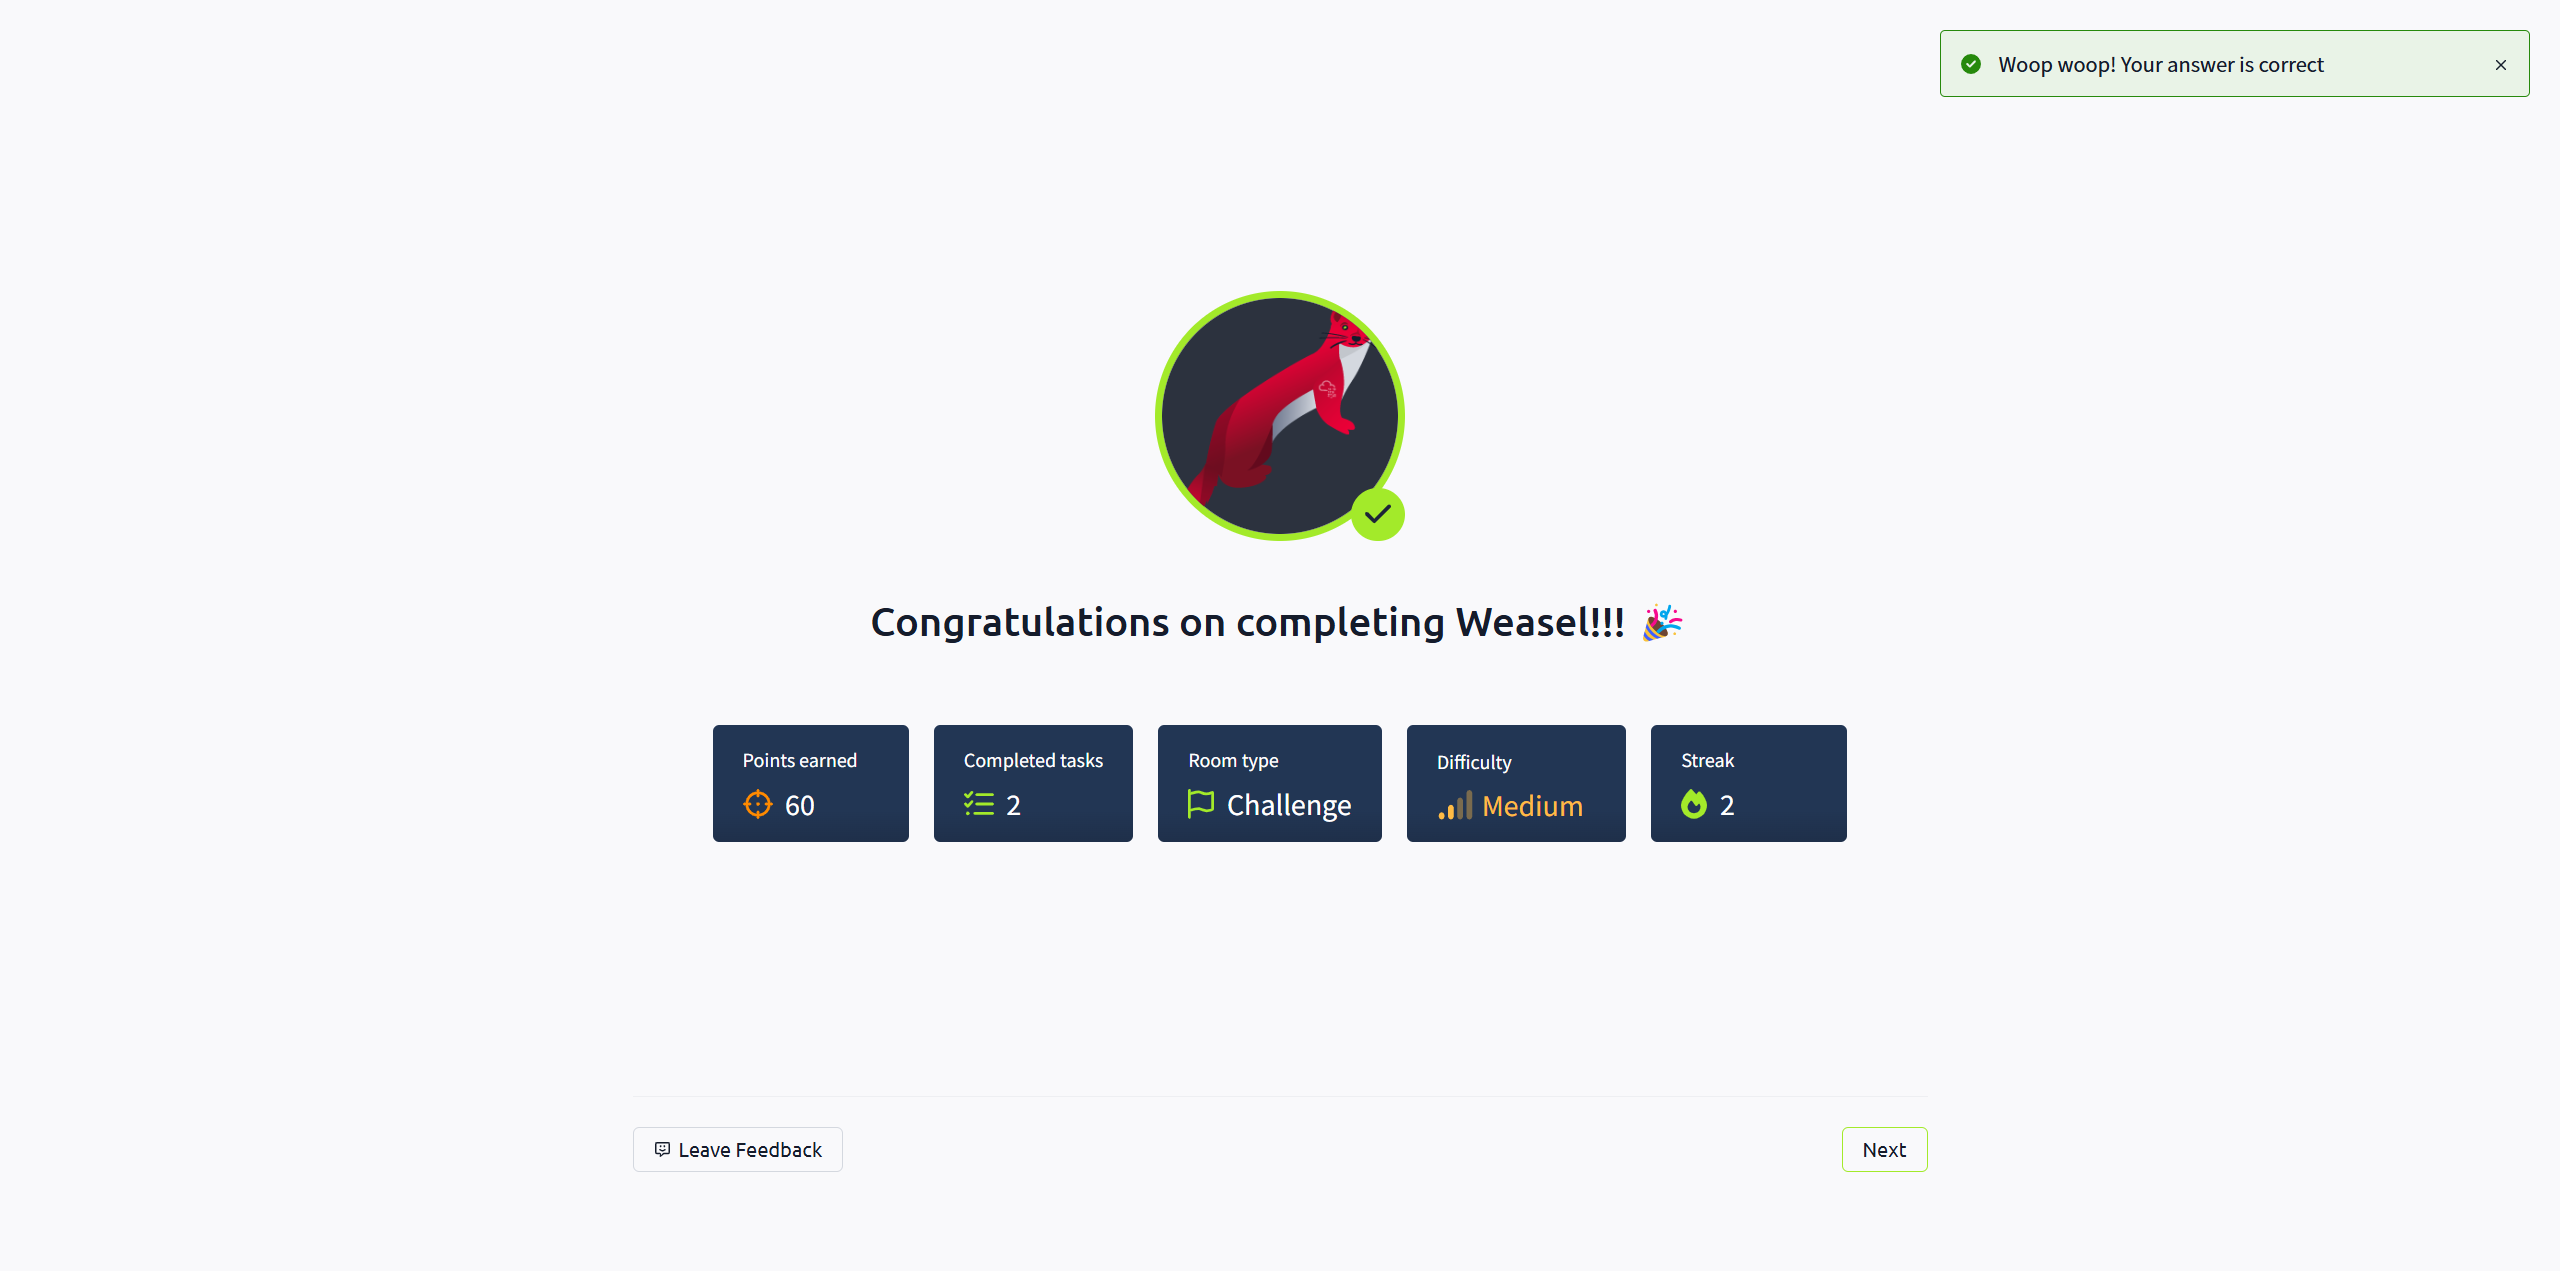 Woop woop! Your answer is correct
Congratulations on completing Weasel!!! 🎉
Points earned
60
Completed tasks
2
Room type
Challenge
Difficulty
Medium
Streak
2
Leave Feedback
Next